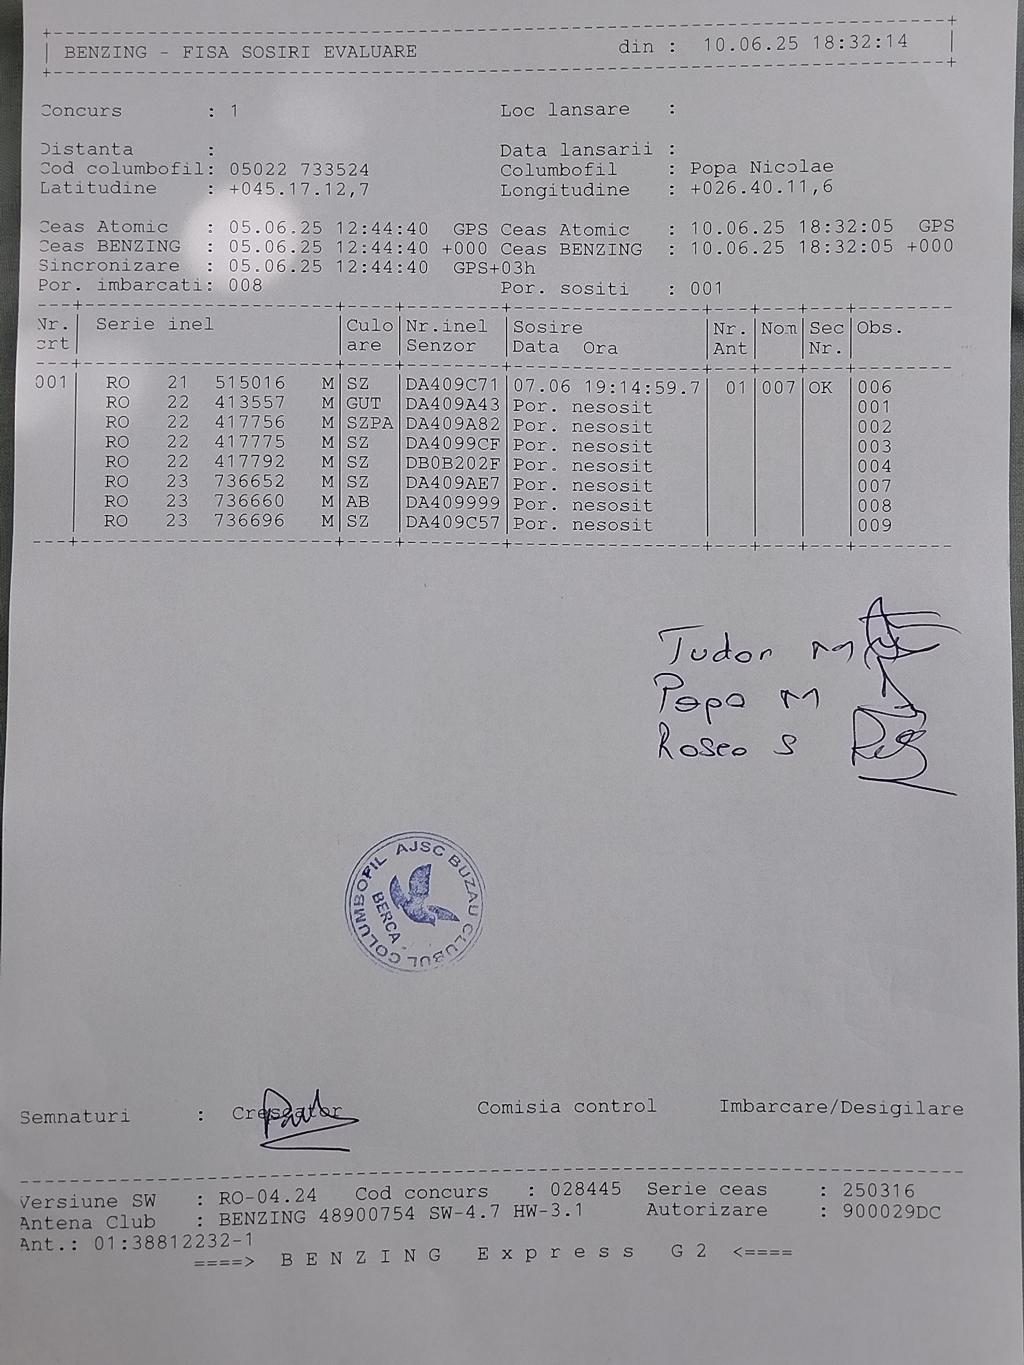 BENZING - FISA SOSIRI EVALUARE din : 10.06.25 18:32:14
Concurs : 1 Loc lansare :
Distanta : Data lansarii :
Cod columbofil: 05022 733524 Columbofil : Popa Nicolae
Latitudine : +045.17.12,7 Longitudine : +026.40.11,6
Ceas Atomic : 05.06.25 12:44:40 GPS Ceas Atomic : 10.06.25 18:32:05 GPS
Ceas BENZING : 05.06.25 12:44:40 +000 Ceas BENZING : 10.06.25 18:32:05 +000
Sincronizare : 05.06.25 12:44:40 GPS+03h
Por. imbarcati: 008 Por. sositi : 001
Nr. Serie inel Culo Nr.inel Sosire Nr. Nom Sec Obs.
crt are Senzor Data Ora Ant Nr.
001 RO 21 515016 M SZ DA409C71 07.06 19:14:59.7 01 007 OK 006
RO 22 413557 M GUT DA409A43 Por. nesosit 001
RO 22 417756 M SZPA DA409A82 Por. nesosit 002
RO 22 417775 M SZ DA4099CF Por. nesosit 003
RO 22 417792 M SZ DB0B202F Por. nesosit 004
RO 23 736652 M SZ DA409AE7 Por. nesosit 007
RO 23 736660 M AB DA409999 Por. nesosit 008
RO 23 736696 M SZ DA409C57 Por. nesosit 009
Tudor M
Popa M
Rosco S
CLUBUL COLUMBOFIL AJSC BUZAU
BERCA
Semnaturi : Crescator Comisia control Imbarcare/Desigilare
Versiune SW : RO-04.24 Cod concurs : 028445 Serie ceas : 250316
Antena Club : BENZING 48900754 SW-4.7 HW-3.1 Autorizare : 900029DC
Ant.: 01:38812232-1
====> B E N Z I N G E x p r e s s G 2 <====